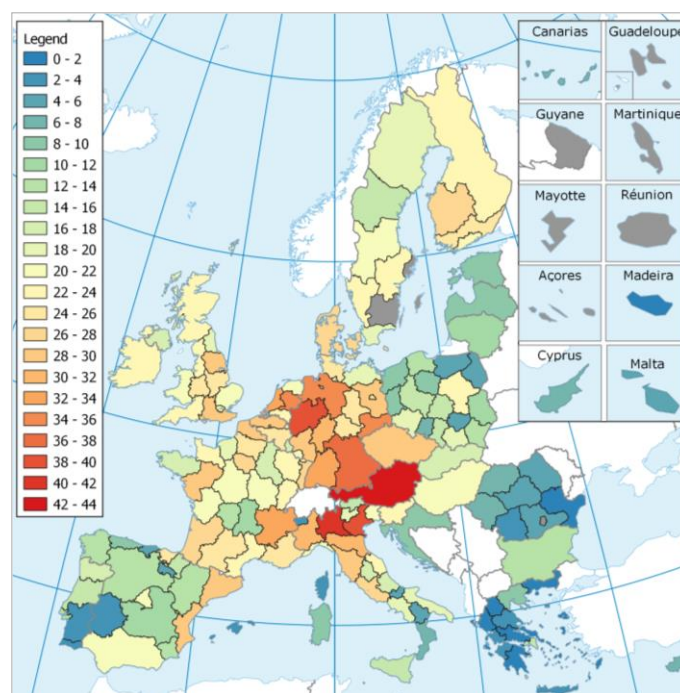 Legend
0 - 2
2 - 4
4 - 6
6 - 8
8 - 10
10 - 12
12 - 14
14 - 16
16 - 18
18 - 20
20 - 22
22 - 24
24 - 26
26 - 28
28 - 30
30 - 32
32 - 34
34 - 36
36 - 38
38 - 40
40 - 42
42 - 44
Canarias
Guadeloupe
Guyane
Martinique
Mayotte
Réunion
Açores
Madeira
Cyprus
Malta